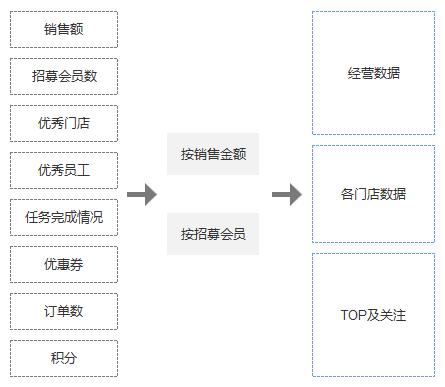 销售额
招募会员数
优秀门店
优秀员工
任务完成情况
优惠券
订单数
积分
按销售金额
按招募会员
经营数据
各门店数据
TOP及关注